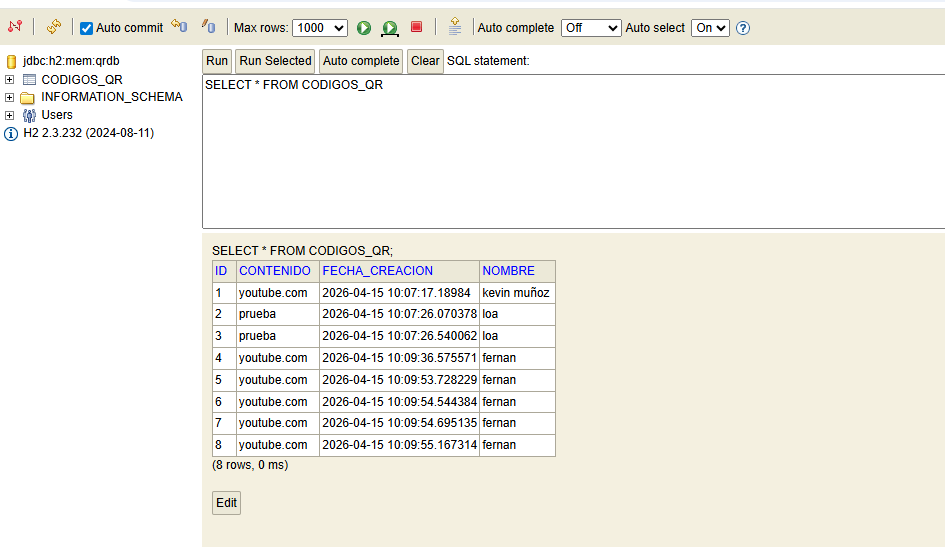 Auto commit Max rows: 1000 Auto complete Off Auto select On
jdbc:h2:mem:qrdb
CODIGOS_QR
INFORMATION_SCHEMA
Users
H2 2.3.232 (2024-08-11)
Run Run Selected Auto complete Clear SQL statement:
SELECT * FROM CODIGOS_QR
SELECT * FROM CODIGOS_QR;
ID CONTENIDO FECHA_CREACION NOMBRE
1 youtube.com 2026-04-15 10:07:17.18984 kevin muñoz
2 prueba 2026-04-15 10:07:26.070378 loa
3 prueba 2026-04-15 10:07:26.540062 loa
4 youtube.com 2026-04-15 10:09:36.575571 fernan
5 youtube.com 2026-04-15 10:09:53.728229 fernan
6 youtube.com 2026-04-15 10:09:54.544384 fernan
7 youtube.com 2026-04-15 10:09:54.695135 fernan
8 youtube.com 2026-04-15 10:09:55.167314 fernan
(8 rows, 0 ms)
Edit